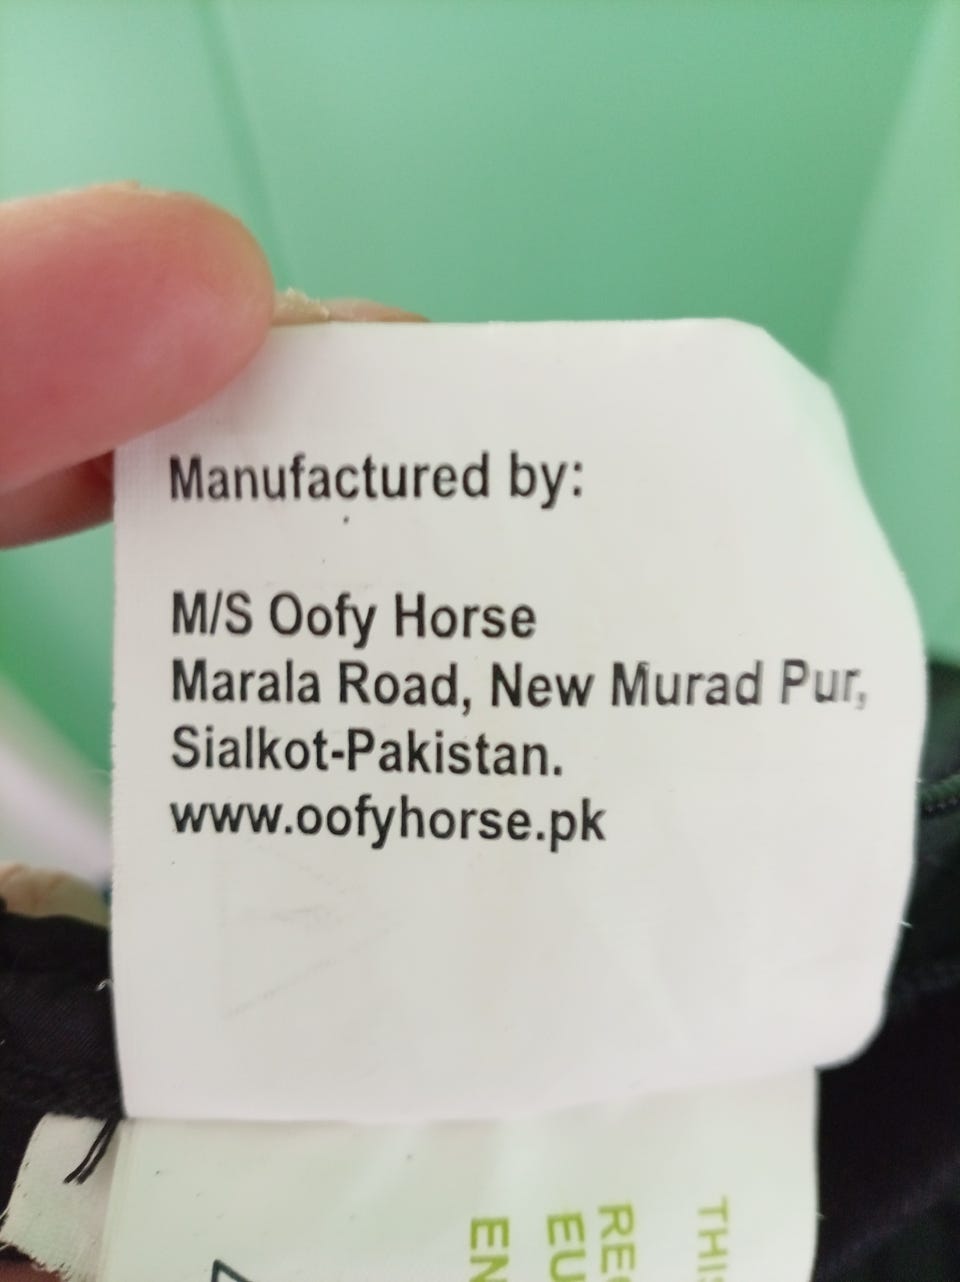 Manufactured by:
M/S Oofy Horse
Marala Road, New Murad Pur,
Sialkot-Pakistan.
www.oofyhorse.pk